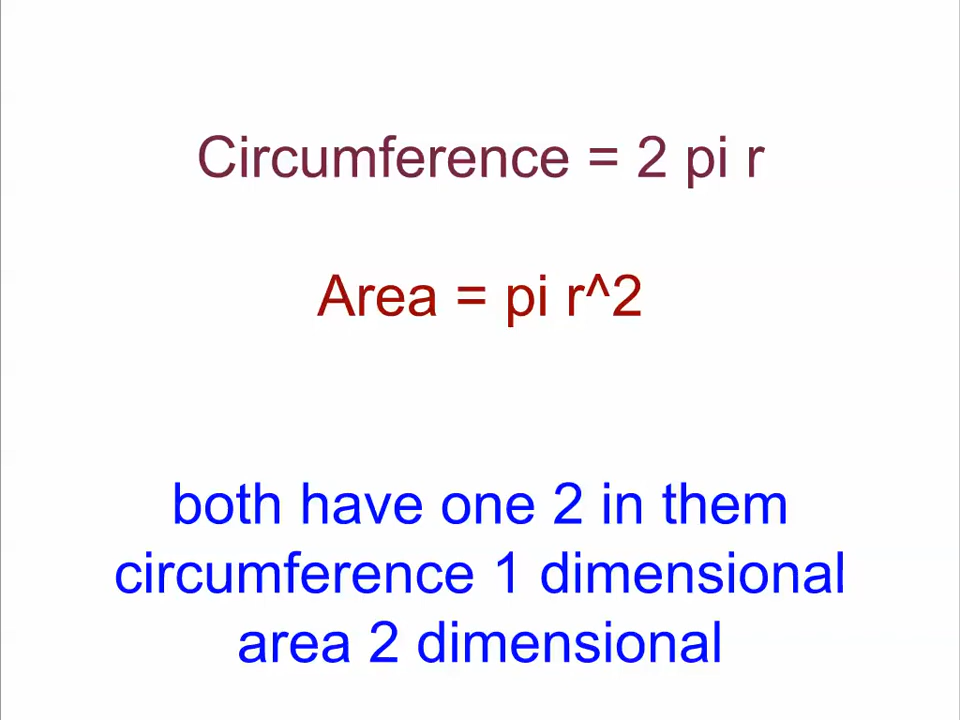 Circumference = 2 pi r
Area = pi r^2
both have one 2 in them
circumference 1 dimensional
area 2 dimensional